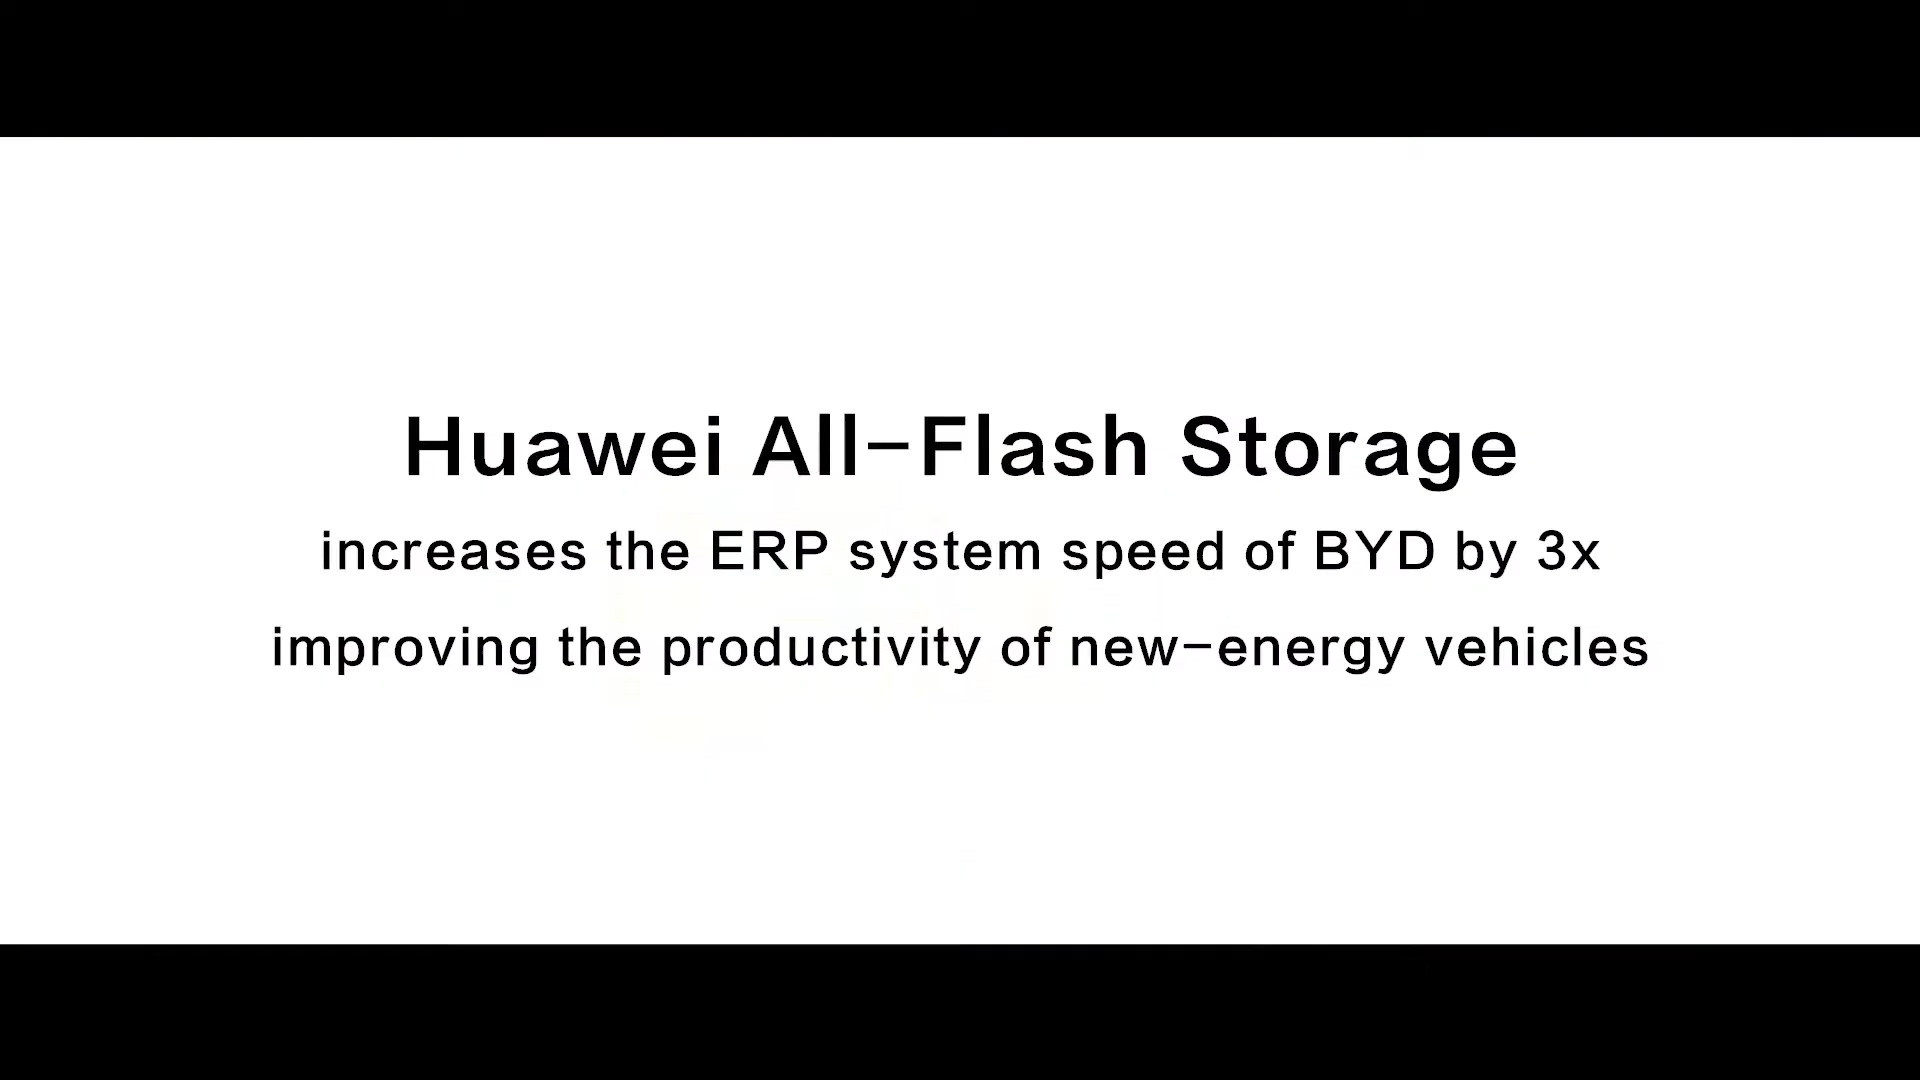 Huawei All-Flash Storage
increases the ERP system speed of BYD by 3x
improving the productivity of new-energy vehicles